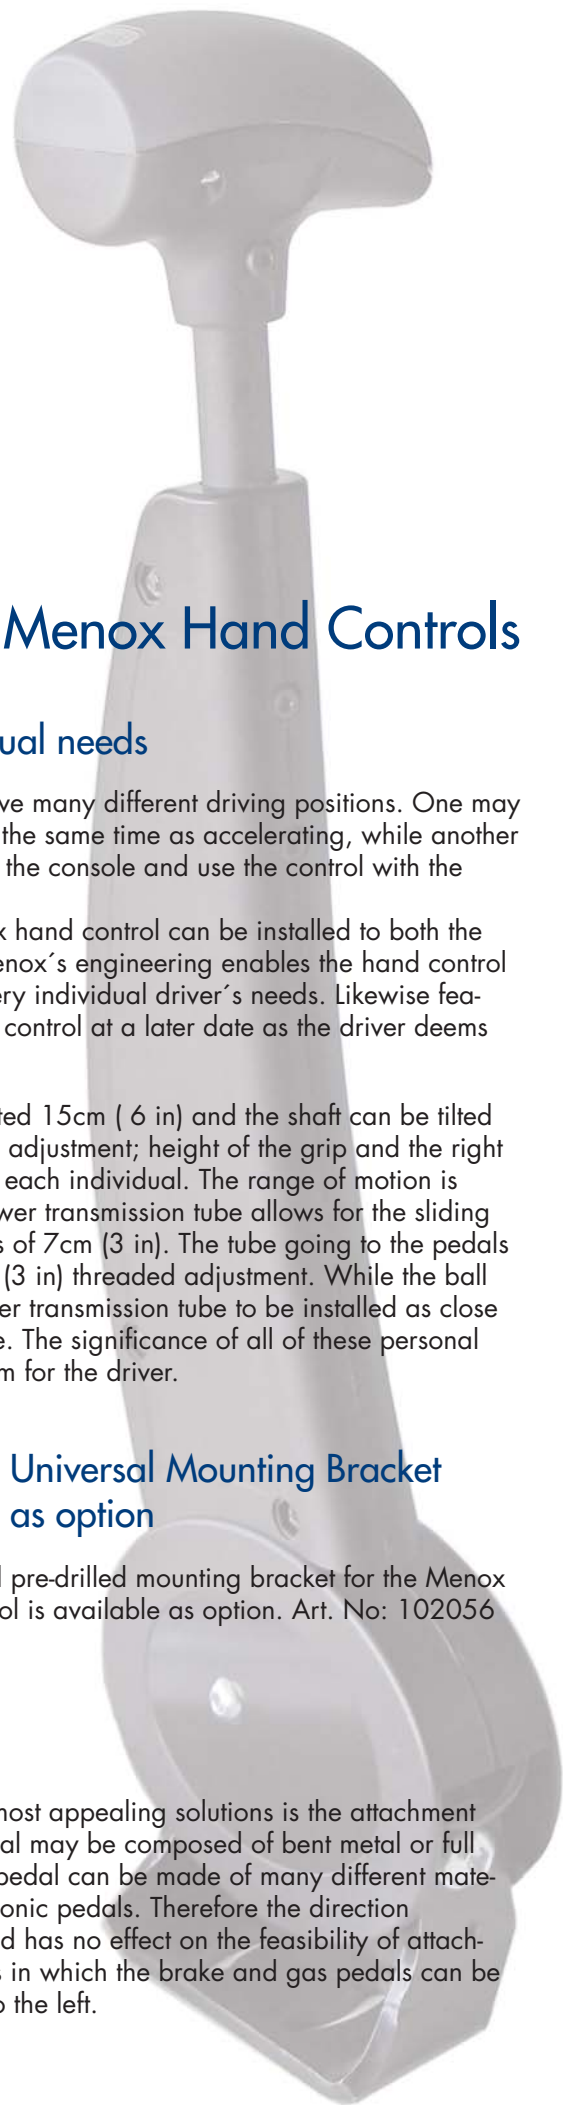 Menox Hand Controls
ual needs
ve many different driving positions. One may
the same time as accelerating, while another
the console and use the control with the
x hand control can be installed to both the
enox´s engineering enables the hand control
ery individual driver´s needs. Likewise fea-
control at a later date as the driver deems
ted 15cm ( 6 in) and the shaft can be tilted
adjustment; height of the grip and the right
each individual. The range of motion is
wer transmission tube allows for the sliding
s of 7cm (3 in). The tube going to the pedals
(3 in) threaded adjustment. While the ball
er transmission tube to be installed as close
e. The significance of all of these personal
m for the driver.
Universal Mounting Bracket
as option
l pre-drilled mounting bracket for the Menox
ol is available as option. Art. No: 102056
most appealing solutions is the attachment
al may be composed of bent metal or full
pedal can be made of many different mate-
onic pedals. Therefore the direction
d has no effect on the feasibility of attach-
s in which the brake and gas pedals can be
o the left.